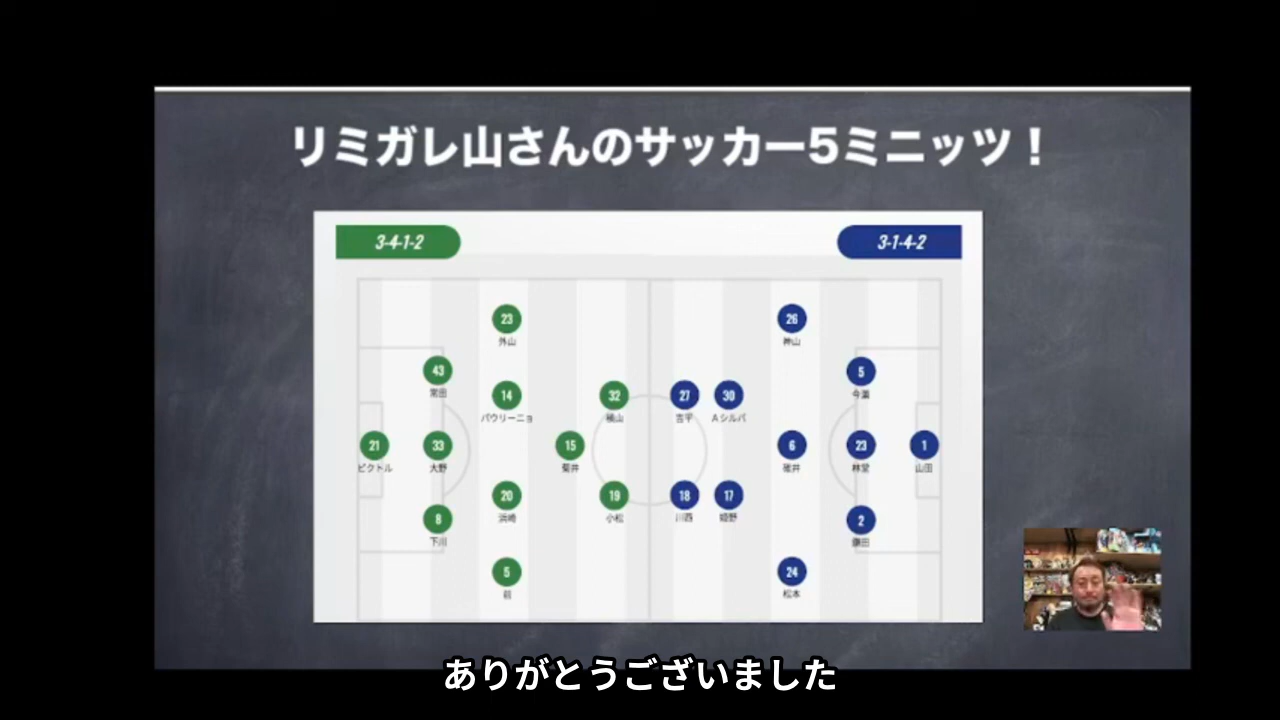 リミガレ山さんのサッカー5ミニッツ！
3-4-1-2
3-1-4-2
23
外山
26
神山
43
常田
5
今瀬
14
パウリーニョ
32
横山
27
吉平
30
Aシルバ
21
ビクトル
33
大野
15
菊井
6
碓井
23
林堂
1
山田
20
浜崎
19
小松
18
川西
17
姫野
8
下川
2
鎌田
5
前
24
松本
ありがとうございました